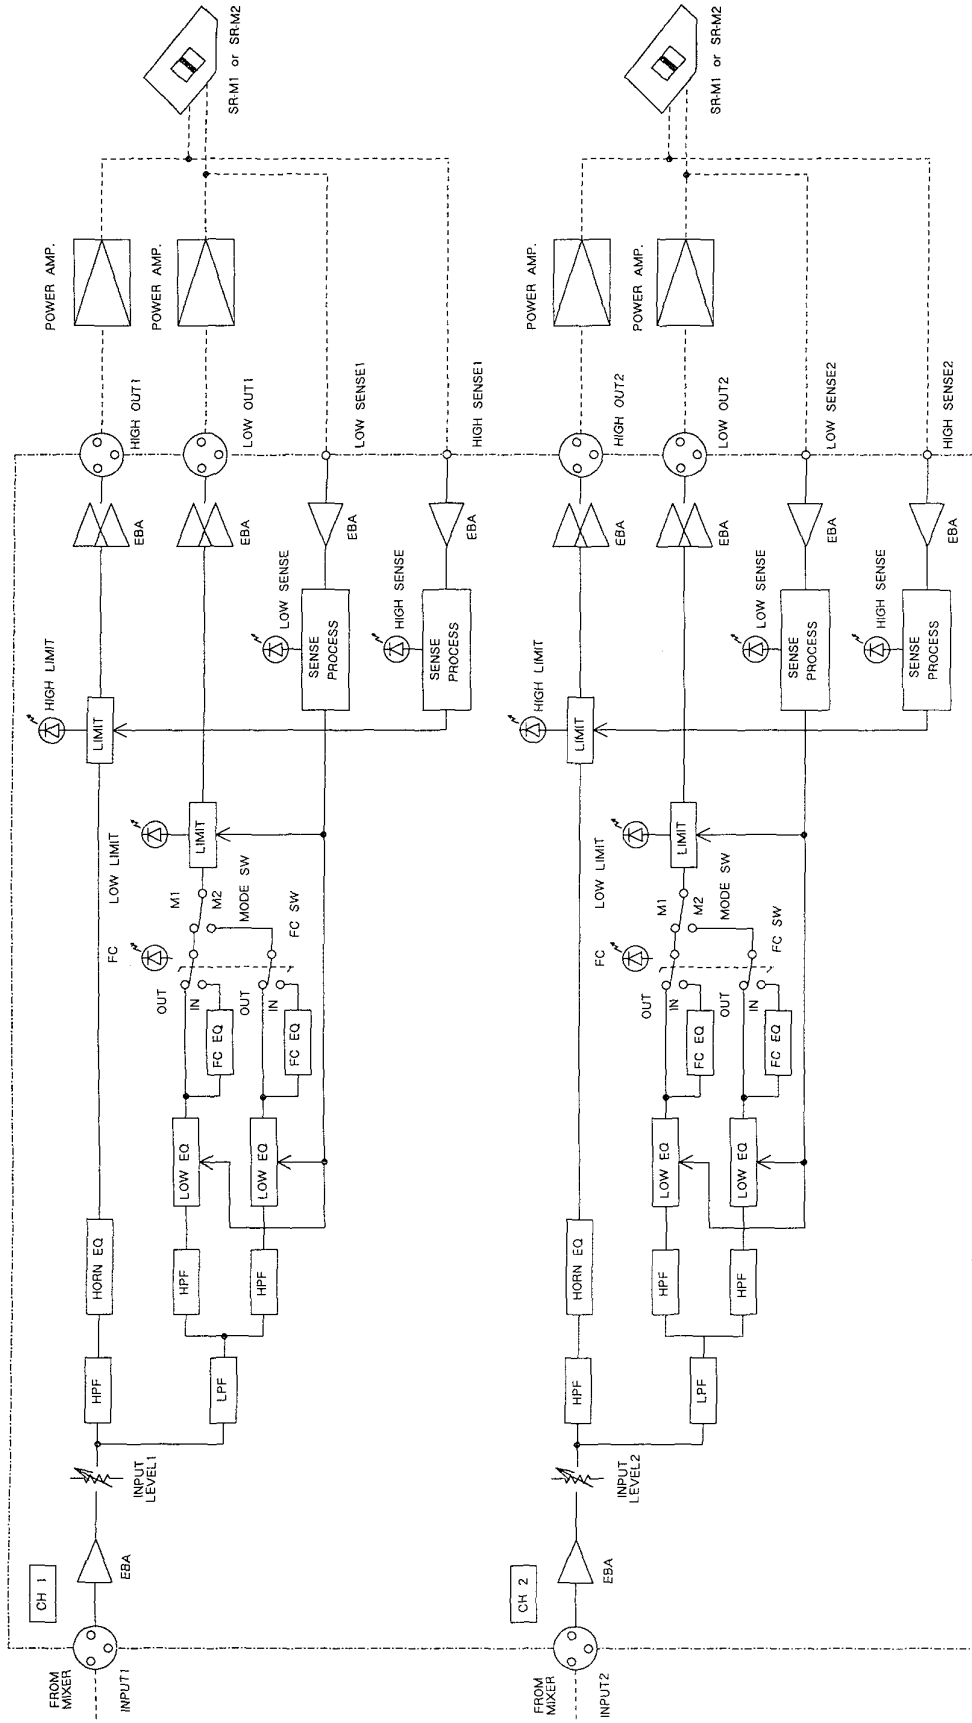 CH 1
FROM
MIXER
INPUT1
EBA
INPUT
LEVEL1
HPF
HORN EQ
LIMIT
HIGH LIMIT
EBA
HIGH OUT1
POWER AMP.
LPF
HPF
HPF
LOW EQ
LOW EQ
FC EQ
FC EQ
OUT
IN
OUT
IN
FC
FC SW
M1
M2
MODE SW
LOW LIMIT
LIMIT
EBA
LOW OUT1
POWER AMP.
SENSE
PROCESS
LOW SENSE
EBA
LOW SENSE1
SENSE
PROCESS
HIGH SENSE
EBA
HIGH SENSE1
SR-M1 or SR-M2
CH 2
FROM
MIXER
INPUT2
EBA
INPUT
LEVEL2
HPF
HORN EQ
LIMIT
HIGH LIMIT
EBA
HIGH OUT2
POWER AMP.
LPF
HPF
HPF
LOW EQ
LOW EQ
FC EQ
FC EQ
OUT
IN
OUT
IN
FC
FC SW
M1
M2
MODE SW
LOW LIMIT
LIMIT
EBA
LOW OUT2
POWER AMP.
SENSE
PROCESS
LOW SENSE
EBA
LOW SENSE2
SENSE
PROCESS
HIGH SENSE
EBA
HIGH SENSE2
SR-M1 or SR-M2